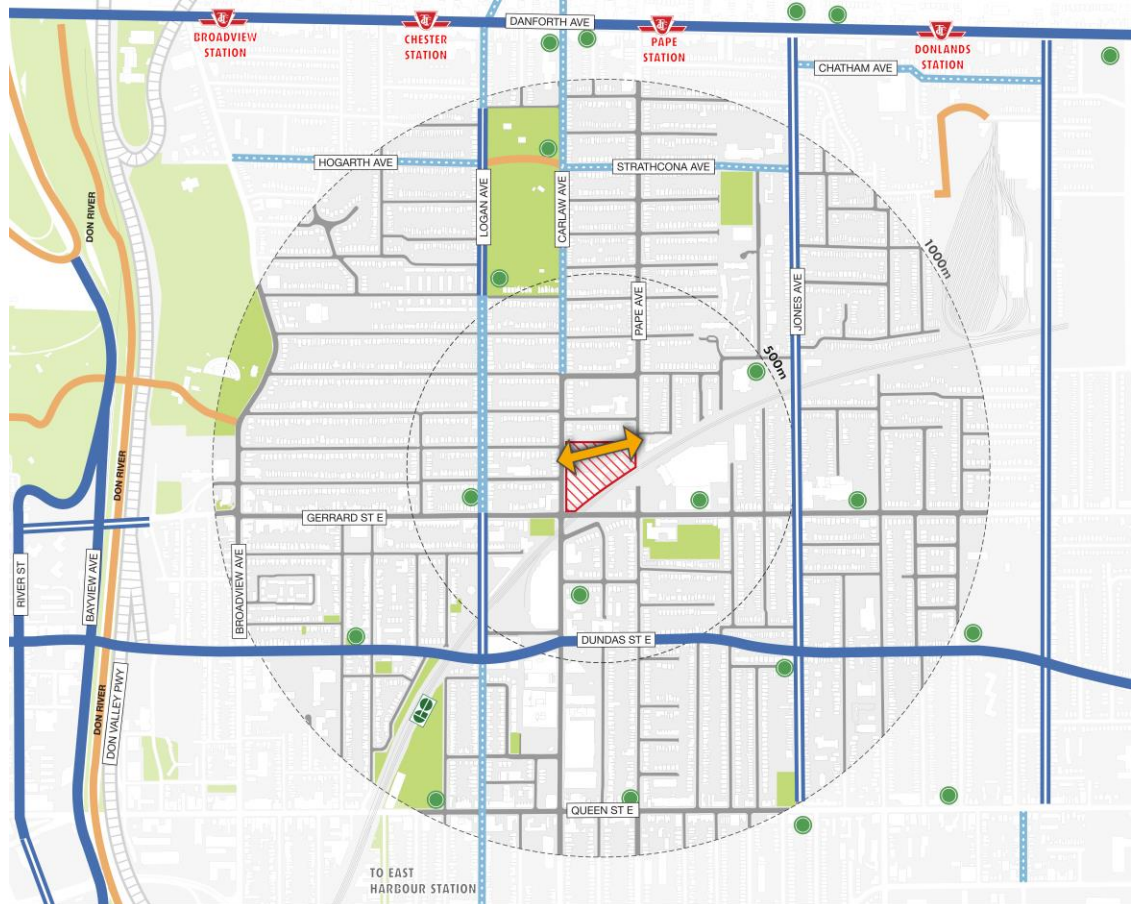 DANFORTH AVE
BROADVIEW
STATION
CHESTER
STATION
PAPE
STATION
DONLANDS
STATION
CHATHAM AVE
HOGARTH AVE
STRATHCONA AVE
DON RIVER
LOGAN AVE
CARLAW AVE
1000m
PAPE AVE
JONES AVE
500m
DON RIVER
GERRARD ST E
RIVER ST
BAYVIEW AVE
BROADVIEW AVE
DUNDAS ST E
DON RIVER
DON VALLEY PWY
GO
QUEEN ST E
TO EAST
HARBOUR STATION